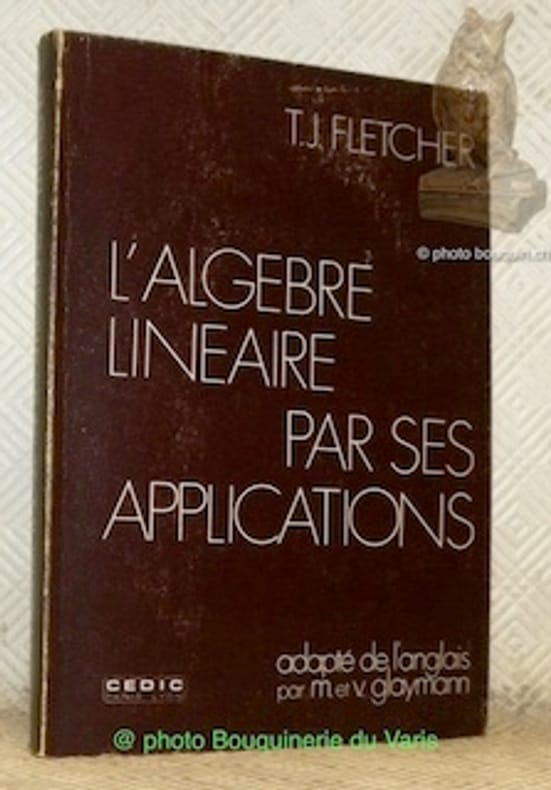 T.J. FLETCHER
© photo bouquin.ch
L'ALGEBRE
LINEAIRE
PAR SES
APPLICATIONS
adapté de l'anglais
par m. et v. glaymann
CEDIC
@ photo Bouquinerie du Varis